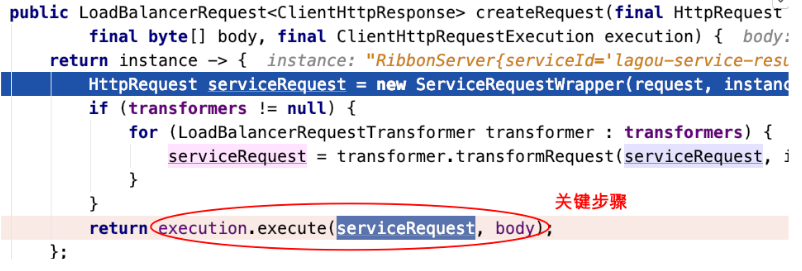 public LoadBalancerRequest<ClientHttpResponse> createRequest(final HttpRequest
final byte[] body, final ClientHttpRequestExecution execution) { body:
return instance -> { instance: "RibbonServer{serviceId='lagou-service-resu
HttpRequest serviceRequest = new ServiceRequestWrapper(request, instanc
if (transformers != null) {
for (LoadBalancerRequestTransformer transformer : transformers) {
serviceRequest = transformer.transformRequest(serviceRequest, i
}
}
关键步骤
return execution.execute(serviceRequest, body);
};